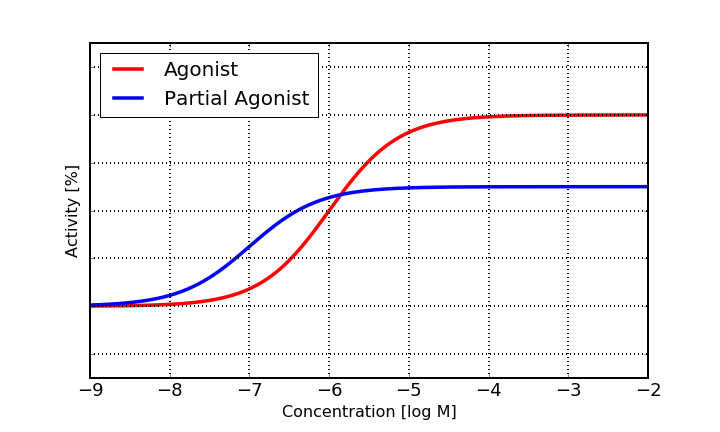 Agonist
Partial Agonist
Activity [%]
−9 −8 −7 −6 −5 −4 −3 −2
Concentration [log M]